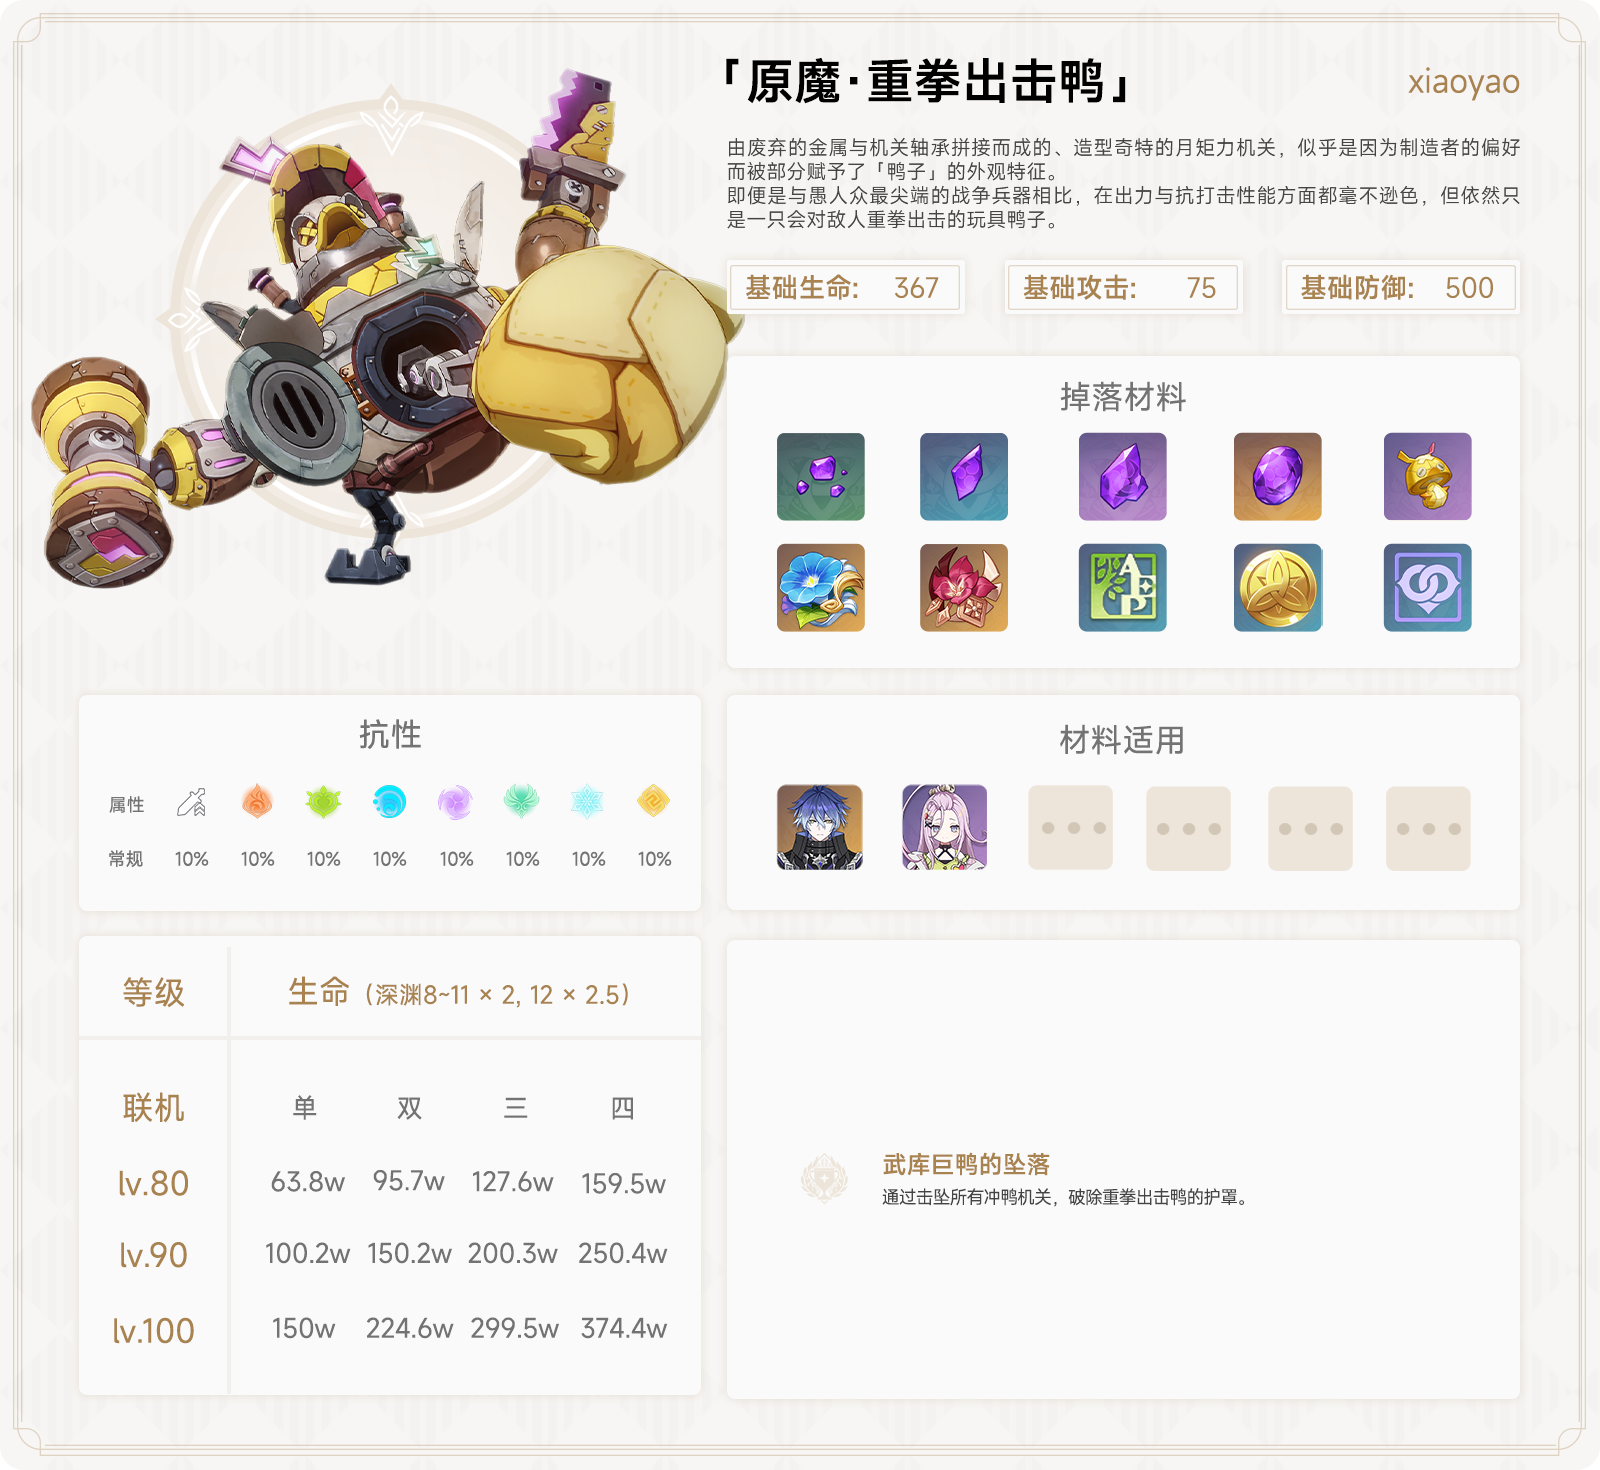 「原魔·重拳出击鸭」
xiaoyao
由废弃的金属与机关轴承拼接而成的、造型奇特的月矩力机关，似乎是因为制造者的偏好
而被部分赋予了「鸭子」的外观特征。
即便是与愚人众最尖端的战争兵器相比，在出力与抗打击性能方面都毫不逊色，但依然只
是一只会对敌人重拳出击的玩具鸭子。
基础生命: 367
基础攻击: 75
基础防御: 500
掉落材料
AEP
抗性
属性
常规 10% 10% 10% 10% 10% 10% 10% 10%
材料适用
等级 生命（深渊8~11 × 2, 12 × 2.5）
联机 单 双 三 四
lv.80 63.8w 95.7w 127.6w 159.5w
lv.90 100.2w 150.2w 200.3w 250.4w
lv.100 150w 224.6w 299.5w 374.4w
武库巨鸭的坠落
通过击坠所有冲鸭机关，破除重拳出击鸭的护罩。